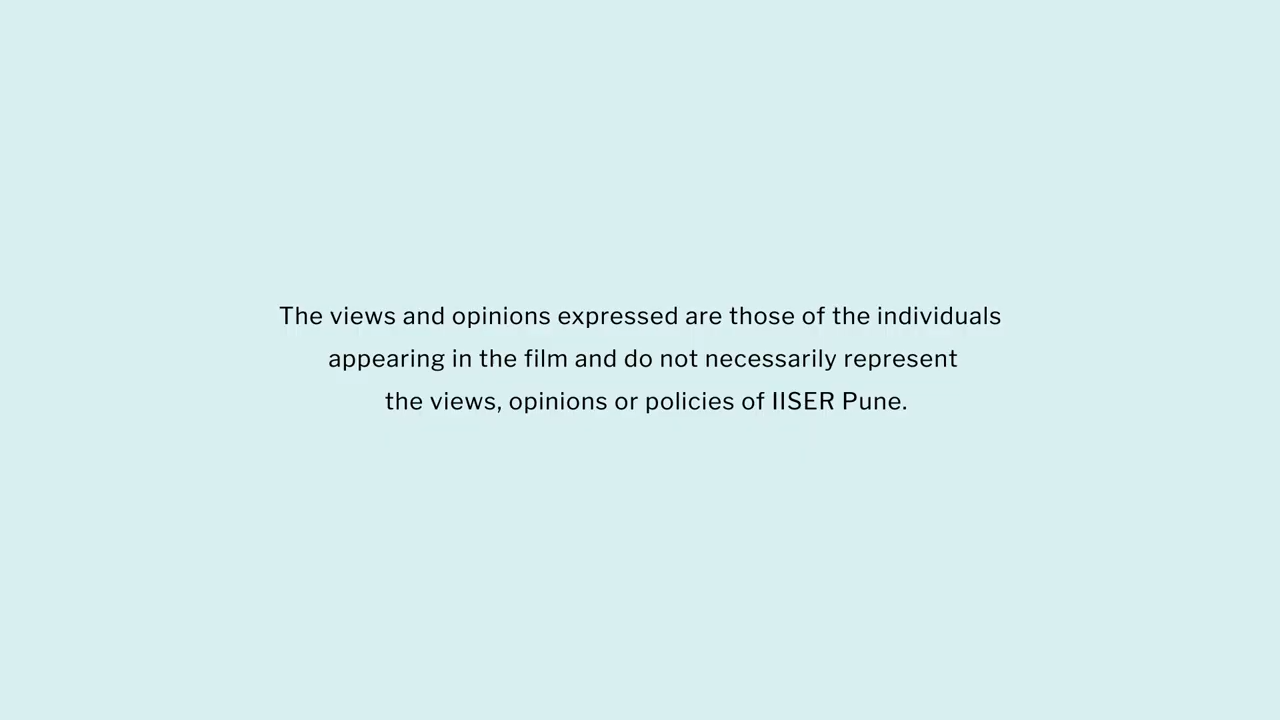 The views and opinions expressed are those of the individuals
appearing in the film and do not necessarily represent
the views, opinions or policies of IISER Pune.